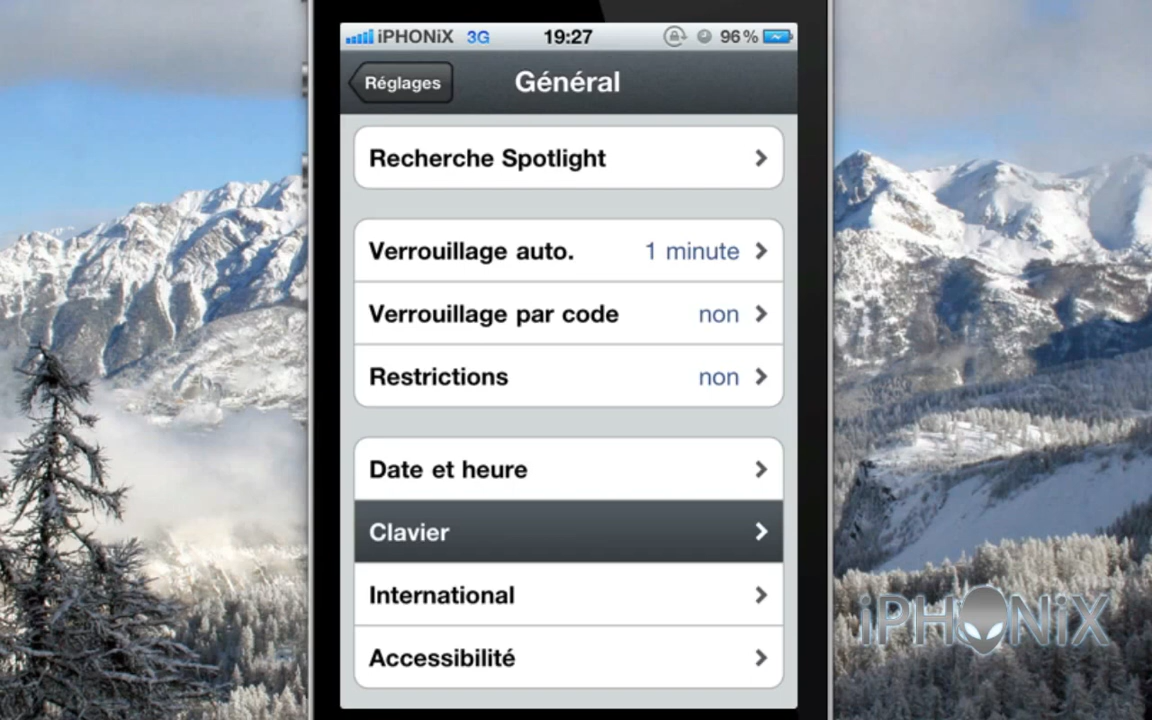 iPHONiX 3G 19:27 96 %
Réglages Général
Recherche Spotlight
Verrouillage auto. 1 minute
Verrouillage par code non
Restrictions non
Date et heure
Clavier
International
Accessibilité
iPHONiX